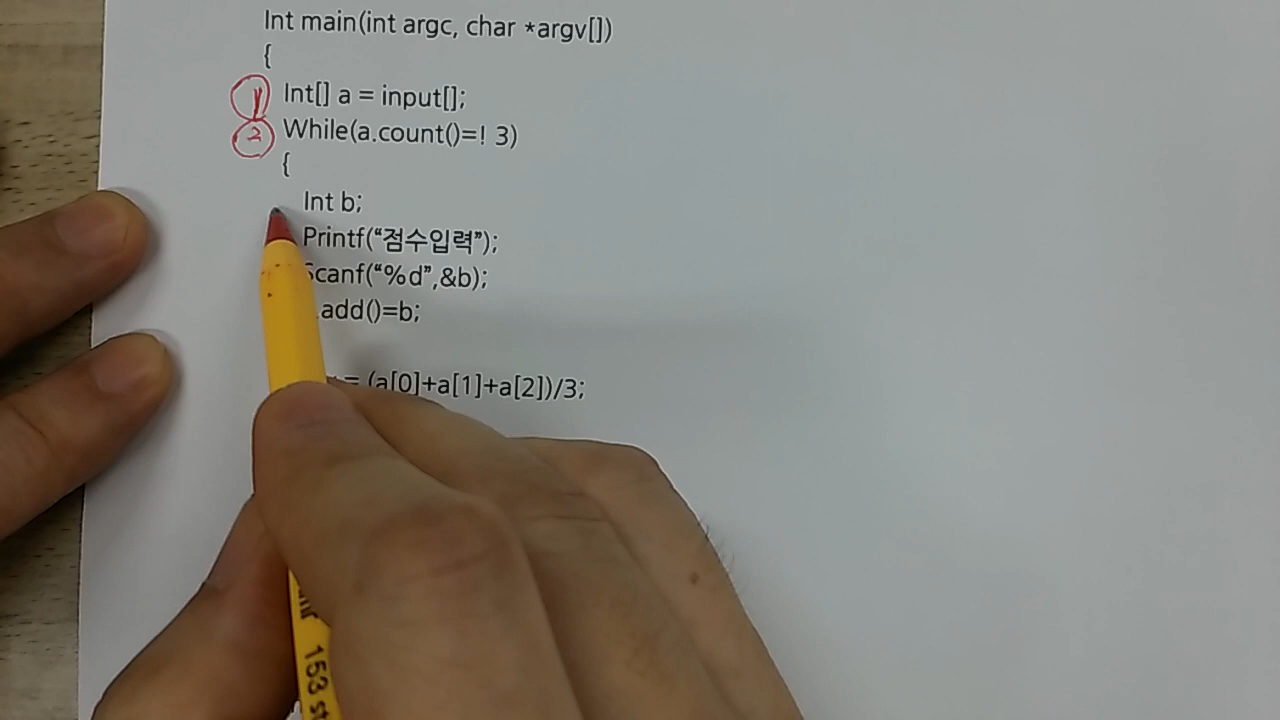 Int main(int argc, char *argv[])
{
1 Int[] a = input[];
2 While(a.count()=! 3)
{
Int b;
Printf(“점수입력”);
Scanf(“%d”,&b);
.add()=b;
= (a[0]+a[1]+a[2])/3;
153